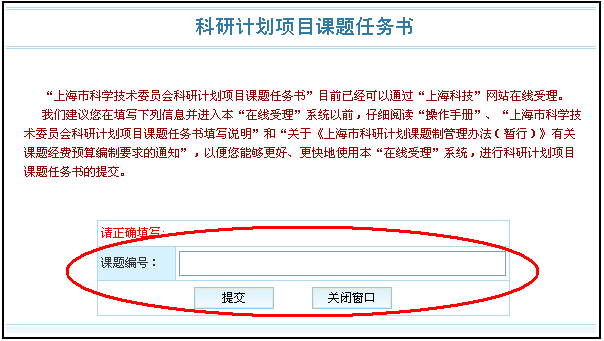 科研计划项目课题任务书
“上海市科学技术委员会科研计划项目课题任务书”目前已经可以通过“上海科技”网站在线受理。
我们建议您在填写下列信息并进入本“在线受理”系统以前，仔细阅读“操作手册”、“上海市科学技
术委员会科研计划项目课题任务书填写说明”和“关于《上海市科研计划课题制管理办法（暂行）》有关
课题经费预算编制要求的通知”，以便您能够更好、更快地使用本“在线受理”系统，进行科研计划项目
课题任务书的提交。
请正确填写：
课题编号：
提交 关闭窗口